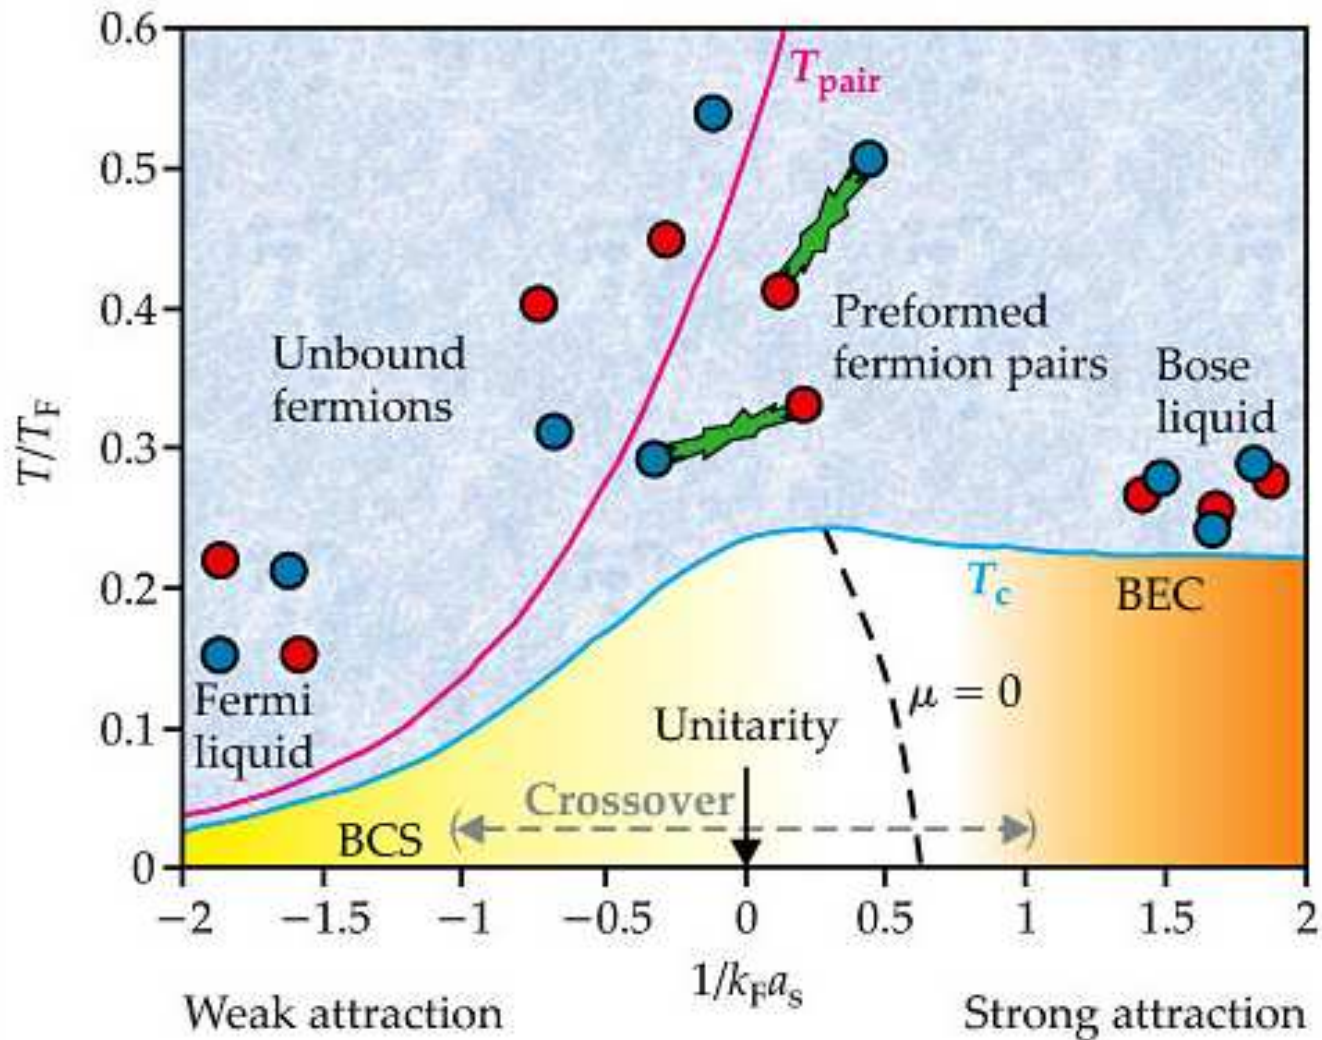 0.6
T_pair
0.5
0.4
Preformed
fermion pairs
Unbound
fermions
Bose
liquid
T/T_F
0.3
0.2
T_c
BEC
Fermi
liquid
μ = 0
0.1
Unitarity
Crossover
BCS
0
−2 −1.5 −1 −0.5 0 0.5 1 1.5 2
1/k_F a_s
Weak attraction
Strong attraction